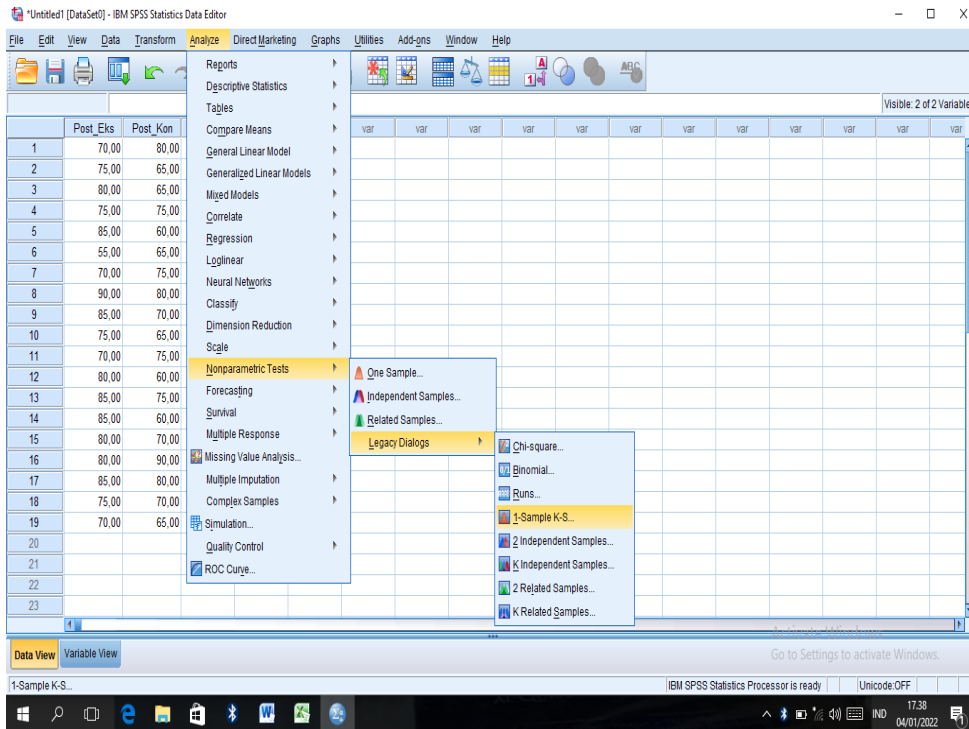 *Untitled1 [DataSet0] - IBM SPSS Statistics Data Editor
File Edit View Data Transform Analyze Direct Marketing Graphs Utilities Add-ons Window Help
Visible: 2 of 2 Variable
Post_Eks Post_Kon var var var var var var var var var var var var
1 70,00 80,00
2 75,00 65,00
3 80,00 65,00
4 75,00 75,00
5 85,00 60,00
6 55,00 65,00
7 70,00 75,00
8 90,00 80,00
9 85,00 70,00
10 75,00 65,00
11 70,00 75,00
12 80,00 60,00
13 85,00 75,00
14 85,00 60,00
15 80,00 70,00
16 80,00 90,00
17 85,00 80,00
18 75,00 70,00
19 70,00 65,00
20
21
22
23
Reports
Descriptive Statistics
Tables
Compare Means
General Linear Model
Generalized Linear Models
Mixed Models
Correlate
Regression
Loglinear
Neural Networks
Classify
Dimension Reduction
Scale
Nonparametric Tests
Forecasting
Survival
Multiple Response
Missing Value Analysis...
Multiple Imputation
Complex Samples
Simulation...
Quality Control
ROC Curve...
One Sample...
Independent Samples...
Related Samples...
Legacy Dialogs
Chi-square...
Binomial...
Runs...
1-Sample K-S...
2 Independent Samples...
K Independent Samples...
2 Related Samples...
K Related Samples...
Data View Variable View
Activate Windows
Go to Settings to activate Windows.
1-Sample K-S... IBM SPSS Statistics Processor is ready Unicode:OFF
IND
17.38
04/01/2022